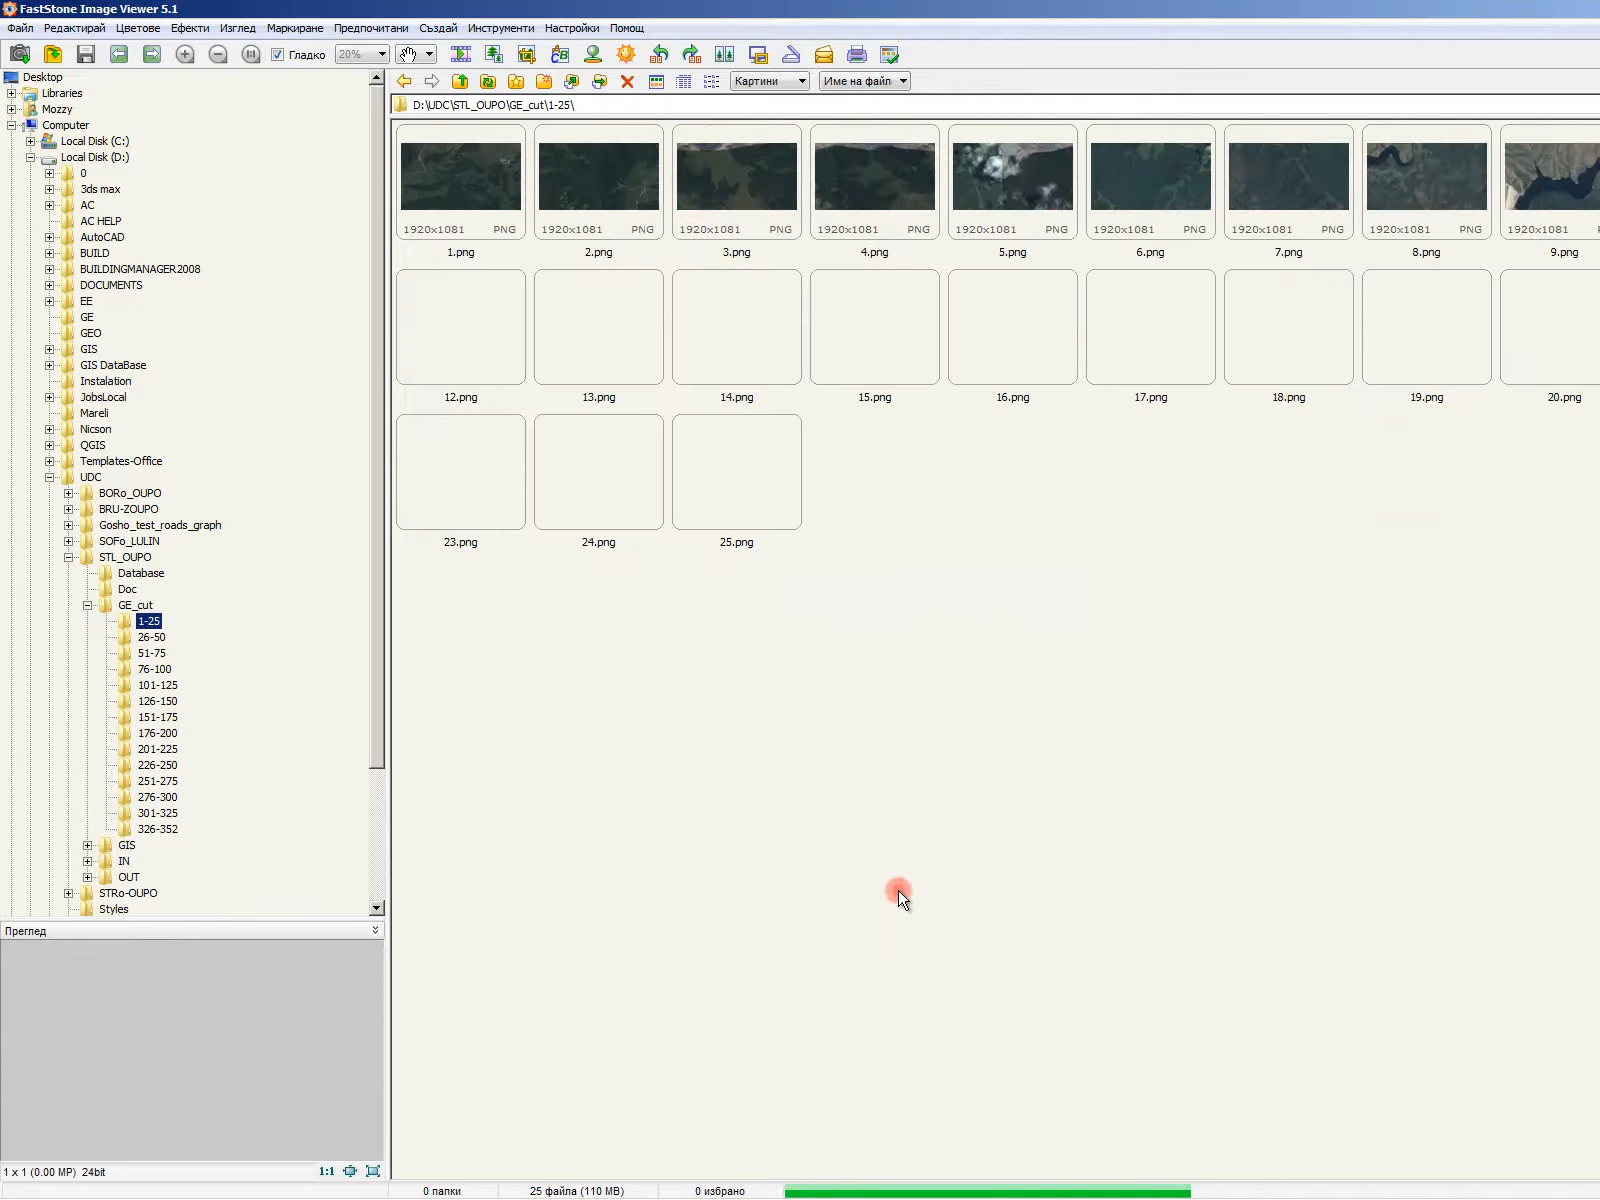 FastStone Image Viewer 5.1
Файл Редактирай Цветове Ефекти Изглед Маркиране Предпочитани Създай Инструменти Настройки Помощ
Гладко 20%
Картини Име на файл
D:\UDC\STL_OUPO\GE_cut\1-25\
Desktop
Libraries
Mozzy
Computer
Local Disk (C:)
Local Disk (D:)
0
3ds max
AC
AC HELP
AutoCAD
BUILD
BUILDINGMANAGER2008
DOCUMENTS
EE
GE
GEO
GIS
GIS DataBase
Instalation
JobsLocal
Mareli
Nicson
QGIS
Templates-Office
UDC
BORo_OUPO
BRU-ZOUPO
Gosho_test_roads_graph
SOFo_LULIN
STL_OUPO
Database
Doc
GE_cut
1-25
26-50
51-75
76-100
101-125
126-150
151-175
176-200
201-225
226-250
251-275
276-300
301-325
326-352
GIS
IN
OUT
STRo-OUPO
Styles
Преглед
1 x 1 (0.00 MP) 24bit 1:1
1920x1081 PNG 1920x1081 PNG 1920x1081 PNG 1920x1081 PNG 1920x1081 PNG 1920x1081 PNG 1920x1081 PNG 1920x1081 PNG 1920x1081
1.png 2.png 3.png 4.png 5.png 6.png 7.png 8.png 9.png
12.png 13.png 14.png 15.png 16.png 17.png 18.png 19.png 20.png
23.png 24.png 25.png
0 папки 25 файла (110 MB) 0 избрано